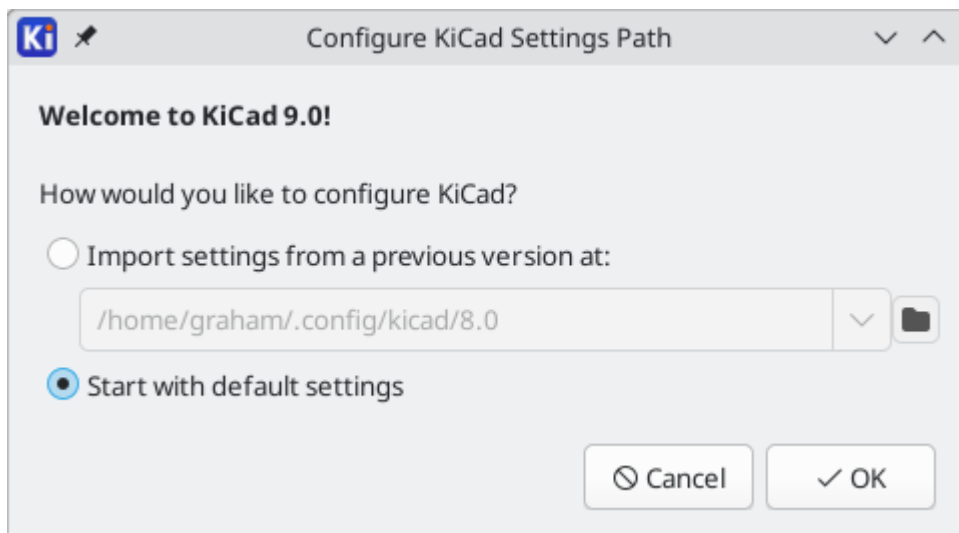 Ki
Configure KiCad Settings Path
Welcome to KiCad 9.0!
How would you like to configure KiCad?
Import settings from a previous version at:
/home/graham/.config/kicad/8.0
Start with default settings
Cancel
OK